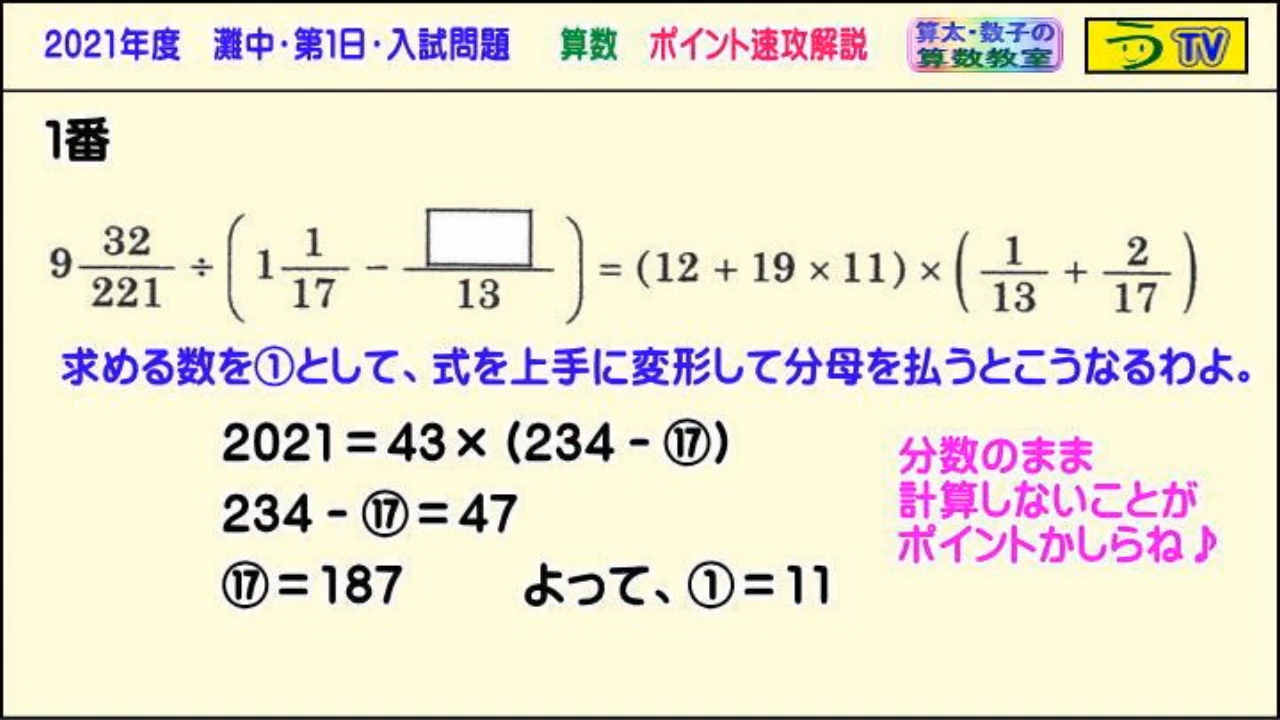 2021年度 灘中・第1日・入試問題 算数 ポイント速攻解説 算太・数子の算数教室 うTV
1番
9 32/221 ÷ ( 1 1/17 − □/13 ) = (12 + 19 × 11) × ( 1/13 + 2/17 )
求める数を①として、式を上手に変形して分母を払うとこうなるわよ。
2021＝43×（234－⑰）
234－⑰＝47
⑰＝187 よって、①＝11
分数のまま
計算しないことが
ポイントかしらね♪